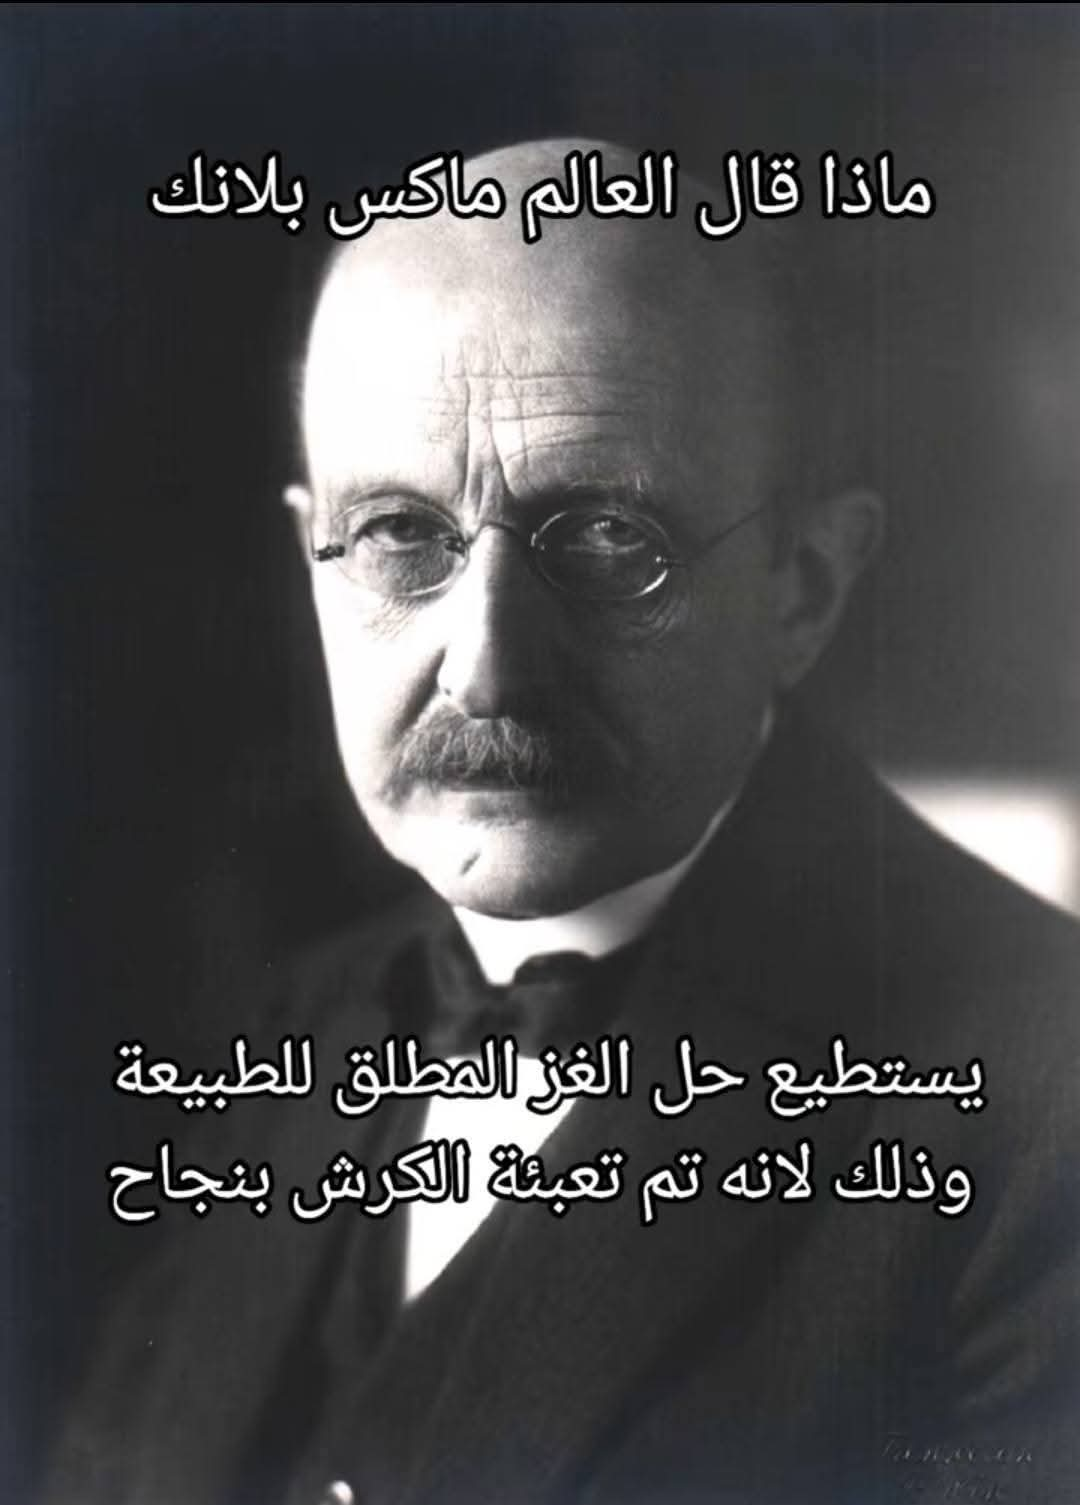 ماذا قال العالم ماكس بلانك
يستطيع حل الغز المطلق للطبيعة
وذلك لانه تم تعبئة الكرش بنجاح